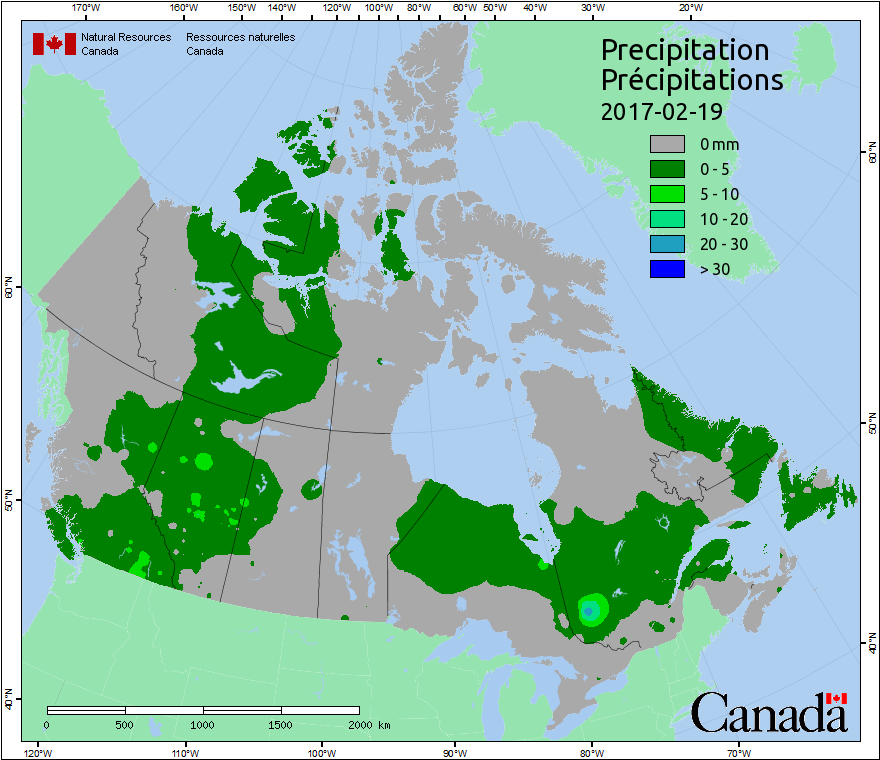 170°W 160°W 150°W 140°W 120°W 100°W 80°W 60°W 50°W 40°W 30°W 20°W
Natural Resources Ressources naturelles
Canada Canada
Precipitation
Précipitations
2017-02-19
0 mm
0 - 5
5 - 10
10 - 20
20 - 30
> 30
60°N 60°N
50°N 50°N
40°N 40°N
0 500 1000 1500 2000 km
Canada
120°W 110°W 100°W 90°W 80°W 70°W